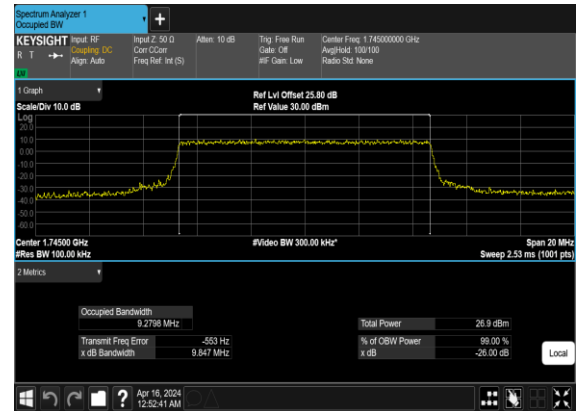 Spectrum Analyzer 1
Occupied BW
+
KEYSIGHT Input: RF Input Z: 50 Ω Atten: 10 dB Trig: Free Run Center Freq: 1.745000000 GHz
R T Coupling: DC Corr CCorr Gate: Off Avg|Hold: 100/100
Align: Auto Freq Ref: Int (S) #IF Gain: Low Radio Std: None
LXI
1 Graph
Ref Lvl Offset 25.80 dB
Scale/Div 10.0 dB Ref Value 30.00 dBm
Log
20.0
10.0
0.00
-10.0
-20.0
-30.0
-40.0
-50.0
-60.0
Center 1.74500 GHz #Video BW 300.00 kHz* Span 20 MHz
#Res BW 100.00 kHz Sweep 2.53 ms (1001 pts)
2 Metrics
Occupied Bandwidth
9.2798 MHz Total Power 26.9 dBm
Transmit Freq Error -553 Hz % of OBW Power 99.00 %
x dB Bandwidth 9.847 MHz x dB -26.00 dB
Local
? Apr 16, 2024
12:52:41 AM